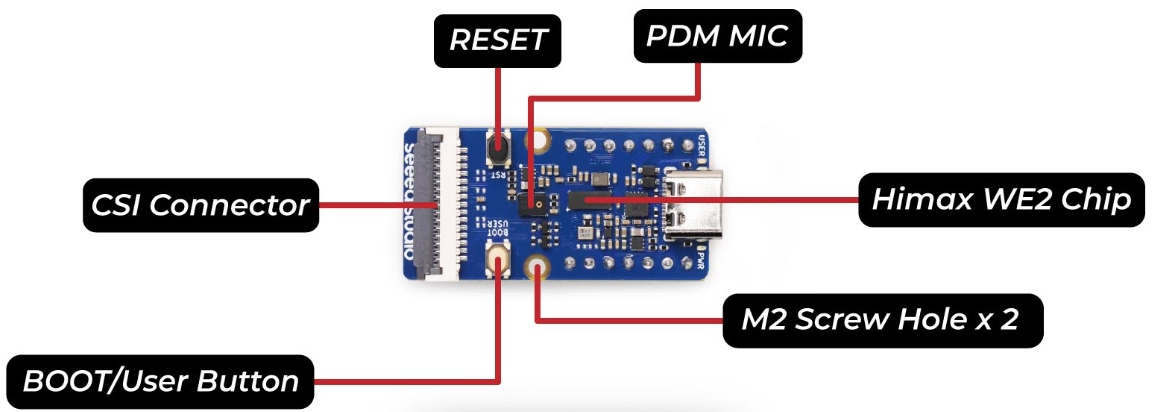 RESET
PDM MIC
USER
RST
CSI Connector
seeed studio
Himax WE2 Chip
BOOT
USER
PWR
M2 Screw Hole x 2
BOOT/User Button